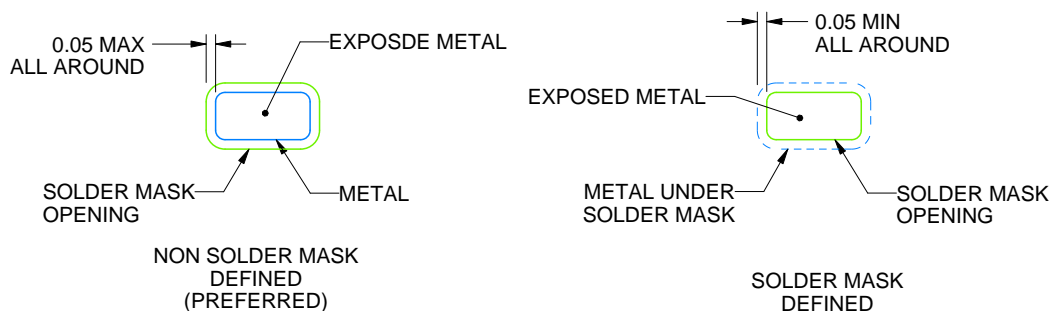 0.05 MAX
ALL AROUND
EXPOSDE METAL
SOLDER MASK
OPENING
METAL
NON SOLDER MASK
DEFINED
(PREFERRED)
0.05 MIN
ALL AROUND
EXPOSED METAL
METAL UNDER
SOLDER MASK
SOLDER MASK
OPENING
SOLDER MASK
DEFINED